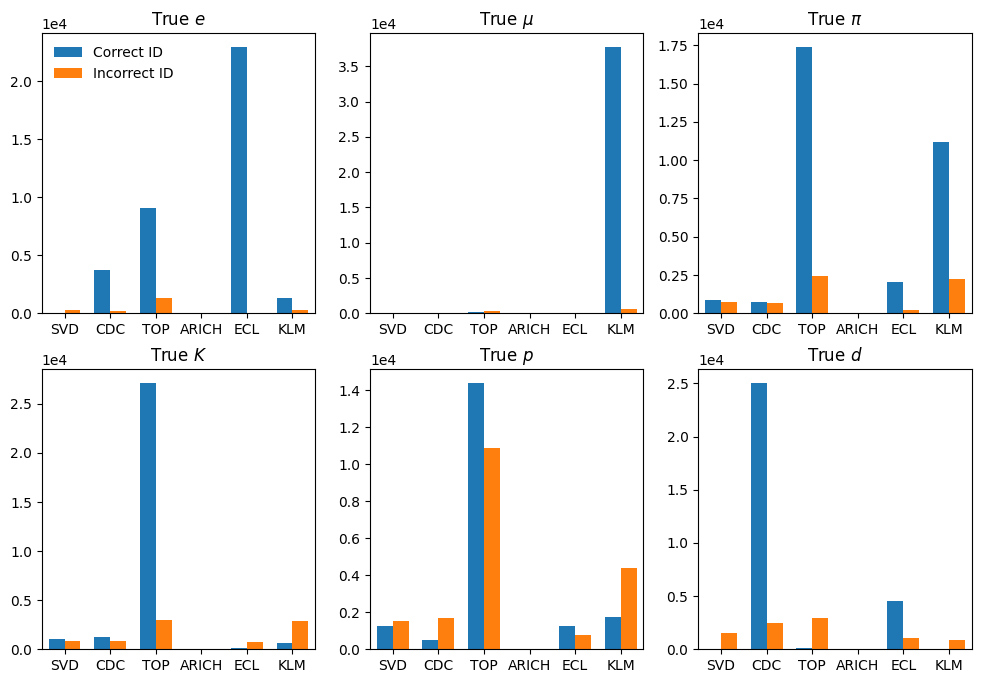 True e
1e4
Correct ID
Incorrect ID
2.0
1.5
1.0
0.5
0.0
SVD CDC TOP ARICH ECL KLM
True μ
1e4
3.5
3.0
2.5
2.0
1.5
1.0
0.5
0.0
SVD CDC TOP ARICH ECL KLM
True π
1e4
1.75
1.50
1.25
1.00
0.75
0.50
0.25
0.00
SVD CDC TOP ARICH ECL KLM
True K
1e4
2.5
2.0
1.5
1.0
0.5
0.0
SVD CDC TOP ARICH ECL KLM
True p
1e4
1.4
1.2
1.0
0.8
0.6
0.4
0.2
0.0
SVD CDC TOP ARICH ECL KLM
True d
1e4
2.5
2.0
1.5
1.0
0.5
0.0
SVD CDC TOP ARICH ECL KLM